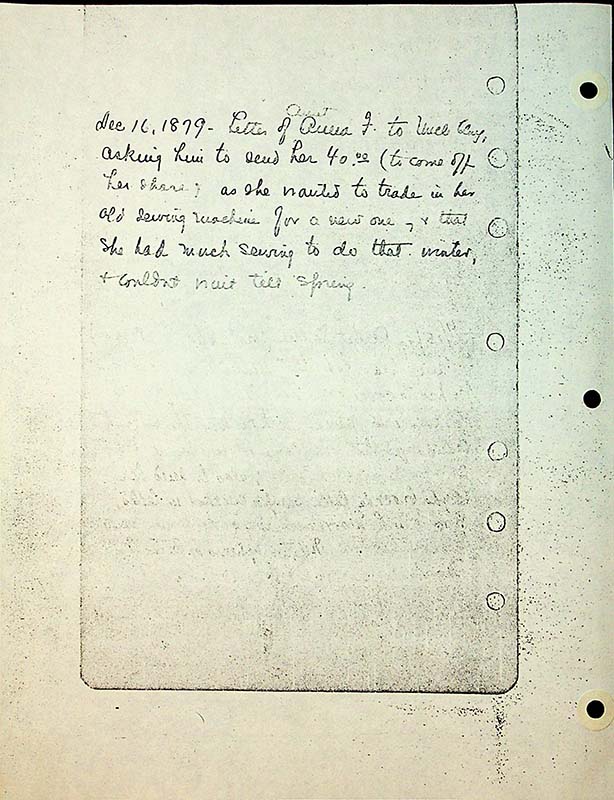 Dec 16, 1879 - Letter of Aunt Anna F. to Uncle
asking him to send her 40.00 (to come off
her share) as she wanted to trade in her
old sewing machine for a new one, & that
she had much sewing to do that winter,
& couldn't wait till spring.